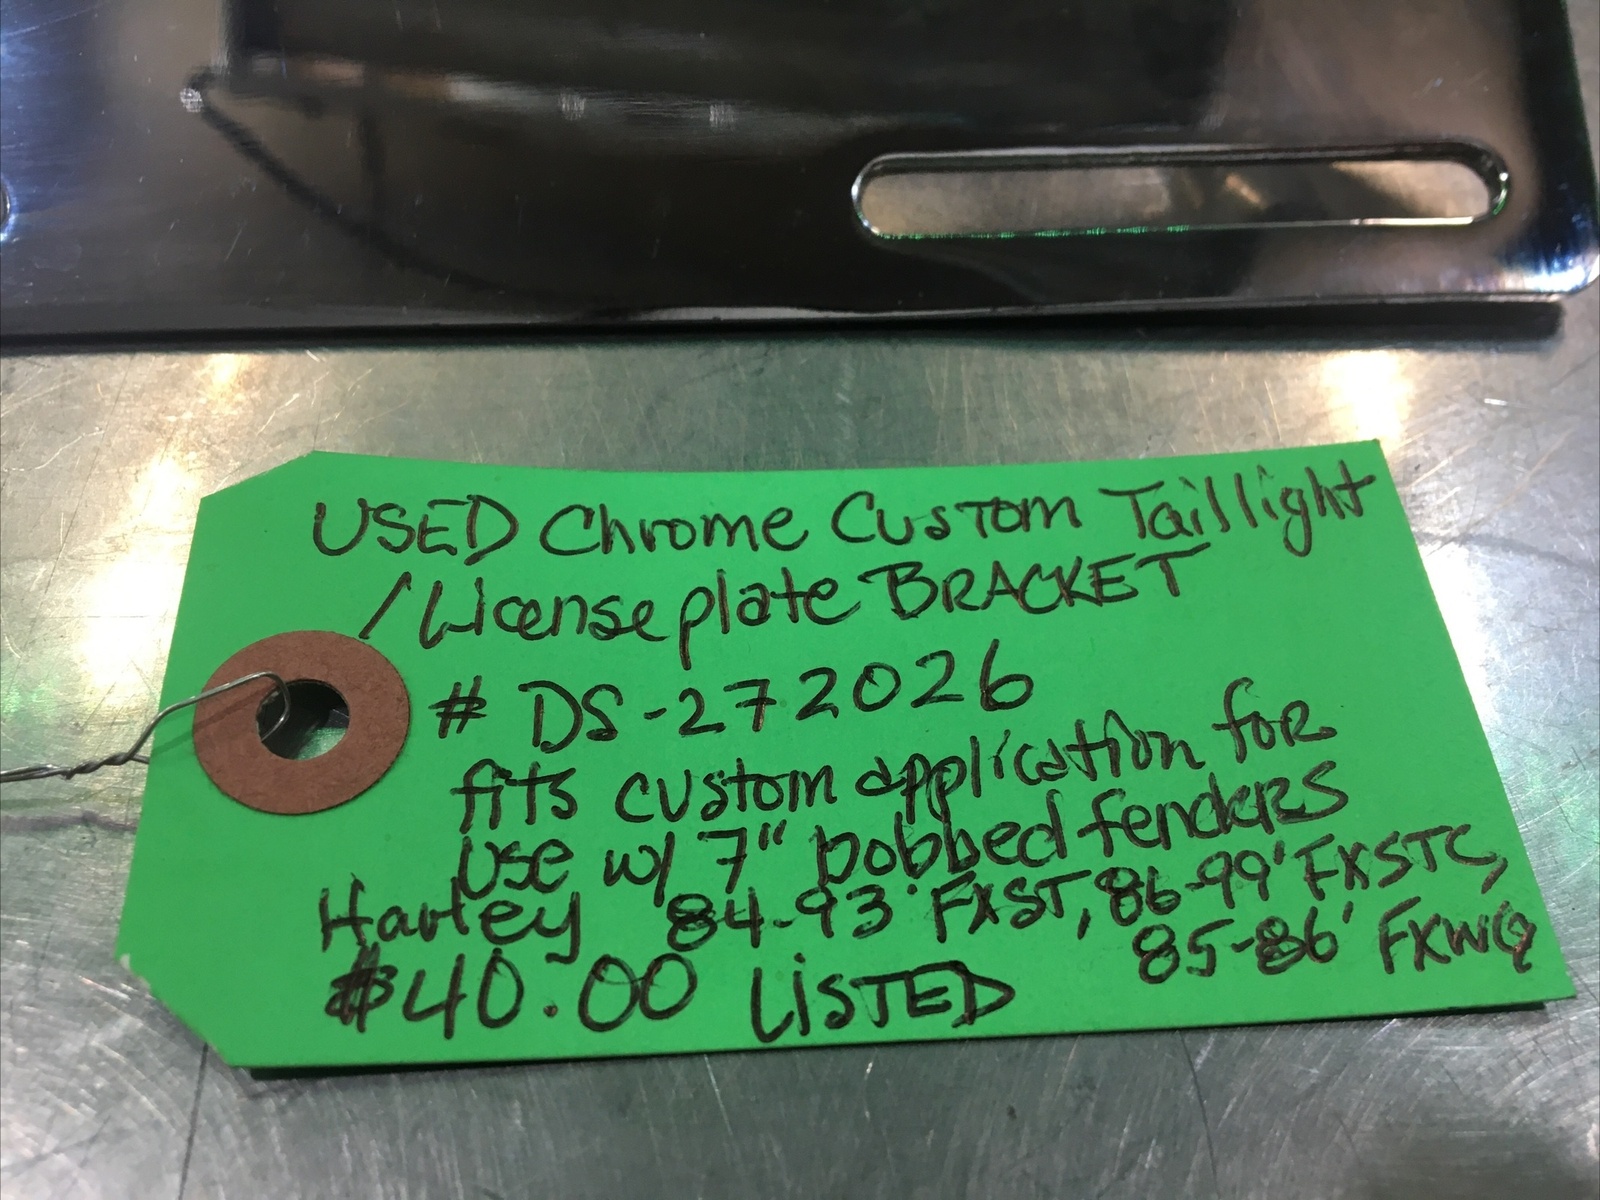 USED Chrome Custom Taillight
/License plate BRACKET
# DS-272026
fits custom application for
use w/ 7" bobbed fenders
Harley 84-93' FXST, 86-99' FXSTC,
85-86' FXWG
$40.00 LISTED